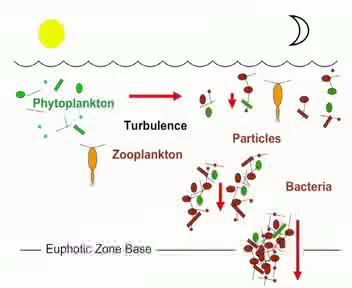 Phytoplankton
Turbulence
Particles
Zooplankton
Bacteria
Euphotic Zone Base